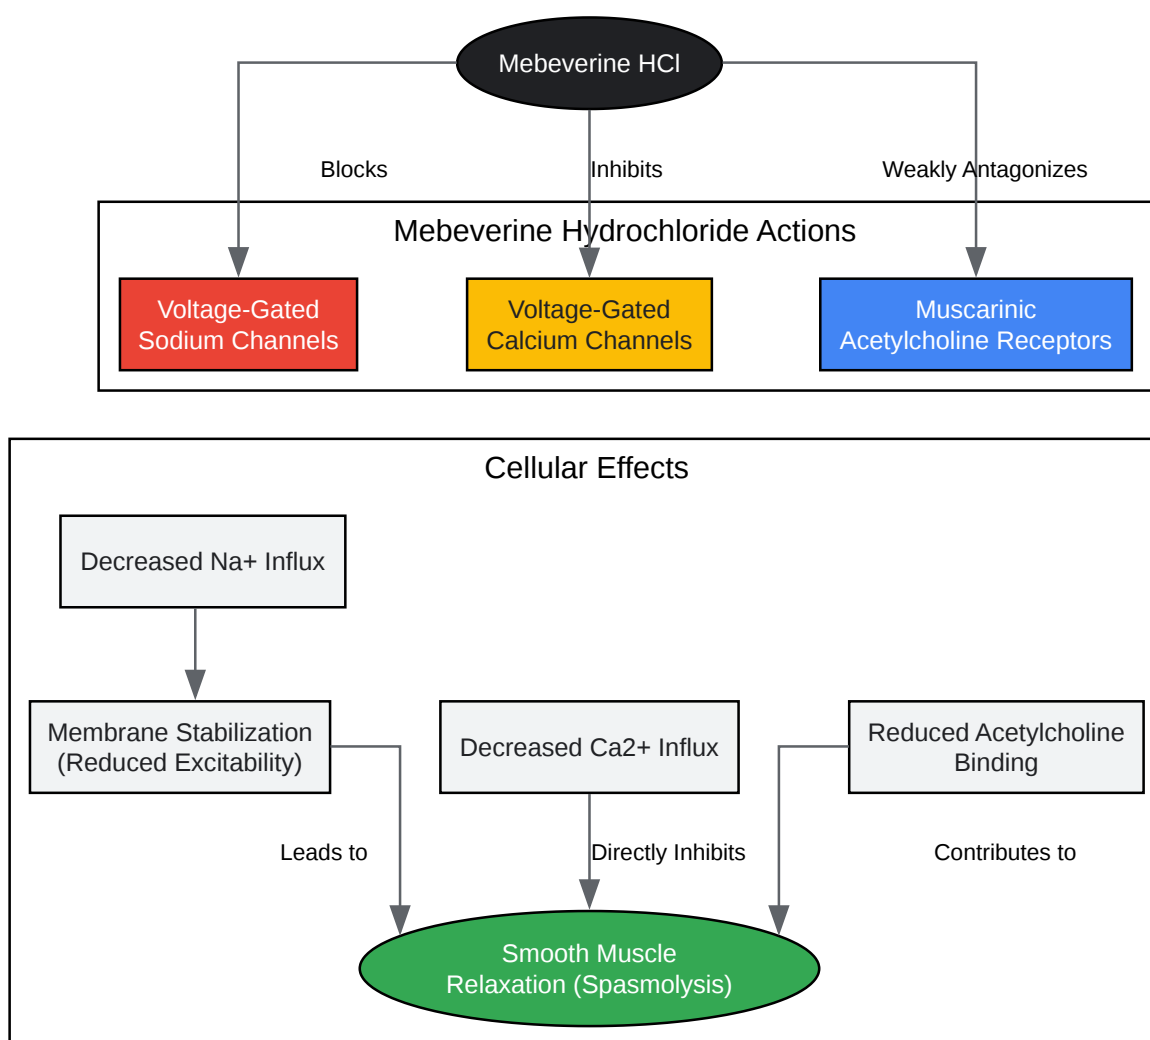 Mebeverine HCl
Blocks
Inhibits
Weakly Antagonizes
Mebeverine Hydrochloride Actions
Voltage-Gated
Sodium Channels
Voltage-Gated
Calcium Channels
Muscarinic
Acetylcholine Receptors
Cellular Effects
Decreased Na+ Influx
Membrane Stabilization
(Reduced Excitability)
Decreased Ca2+ Influx
Reduced Acetylcholine
Binding
Leads to
Directly Inhibits
Contributes to
Smooth Muscle
Relaxation (Spasmolysis)